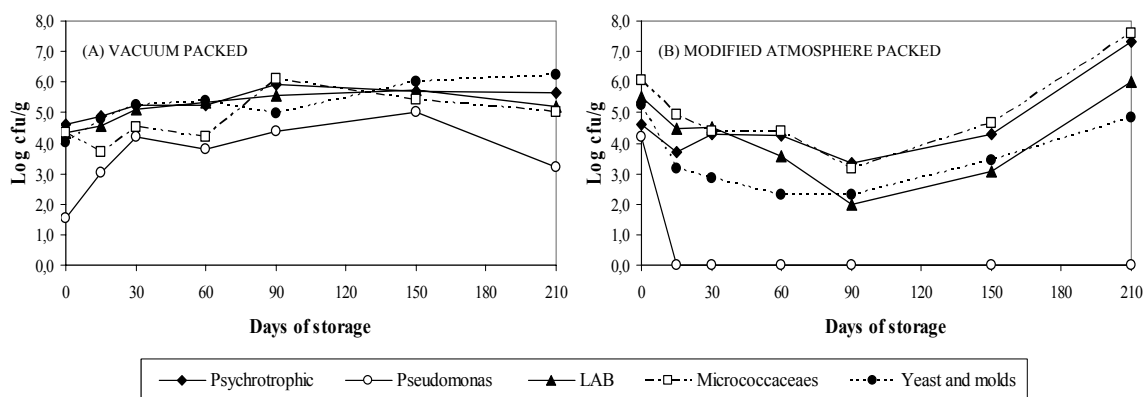 (A) VACUUM PACKED
Log cfu/g
8,0
7,0
6,0
5,0
4,0
3,0
2,0
1,0
0,0
0 30 60 90 120 150 180 210
Days of storage
(B) MODIFIED ATMOSPHERE PACKED
Log cfu/g
8,0
7,0
6,0
5,0
4,0
3,0
2,0
1,0
0,0
0 30 60 90 120 150 180 210
Days of storage
Psychrotrophic Pseudomonas LAB Micrococcaceaes Yeast and molds